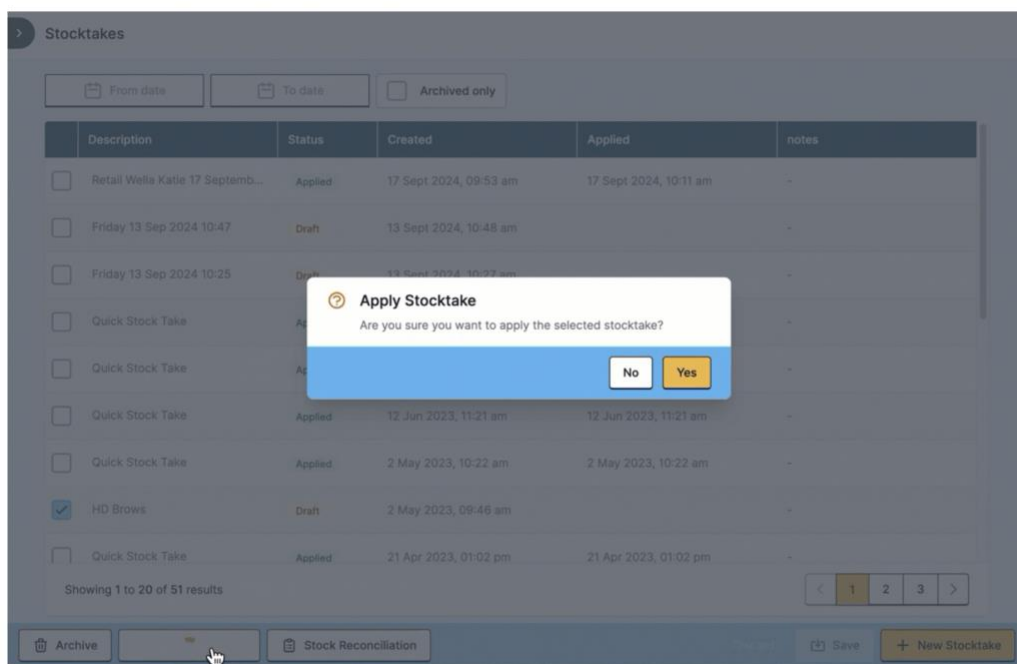 Stocktakes
From date To date Archived only
Description Status Created Applied notes
Retail Wella Katie 17 Septemb... Applied 17 Sept 2024, 09:53 am 17 Sept 2024, 10:11 am -
Friday 13 Sep 2024 10:47 Draft 13 Sept 2024, 10:48 am -
Friday 13 Sep 2024 10:25 Draft 13 Sept 2024, 10:27 am -
Apply Stocktake
Are you sure you want to apply the selected stocktake?
No Yes
Quick Stock Take -
Quick Stock Take -
Quick Stock Take Applied 12 Jun 2023, 11:21 am 12 Jun 2023, 11:21 am -
Quick Stock Take Applied 2 May 2023, 10:22 am 2 May 2023, 10:22 am -
HD Brows Draft 2 May 2023, 09:46 am -
Quick Stock Take Applied 21 Apr 2023, 01:02 pm 21 Apr 2023, 01:02 pm -
Showing 1 to 20 of 51 results < 1 2 3 >
Archive Stock Reconciliation Save + New Stocktake